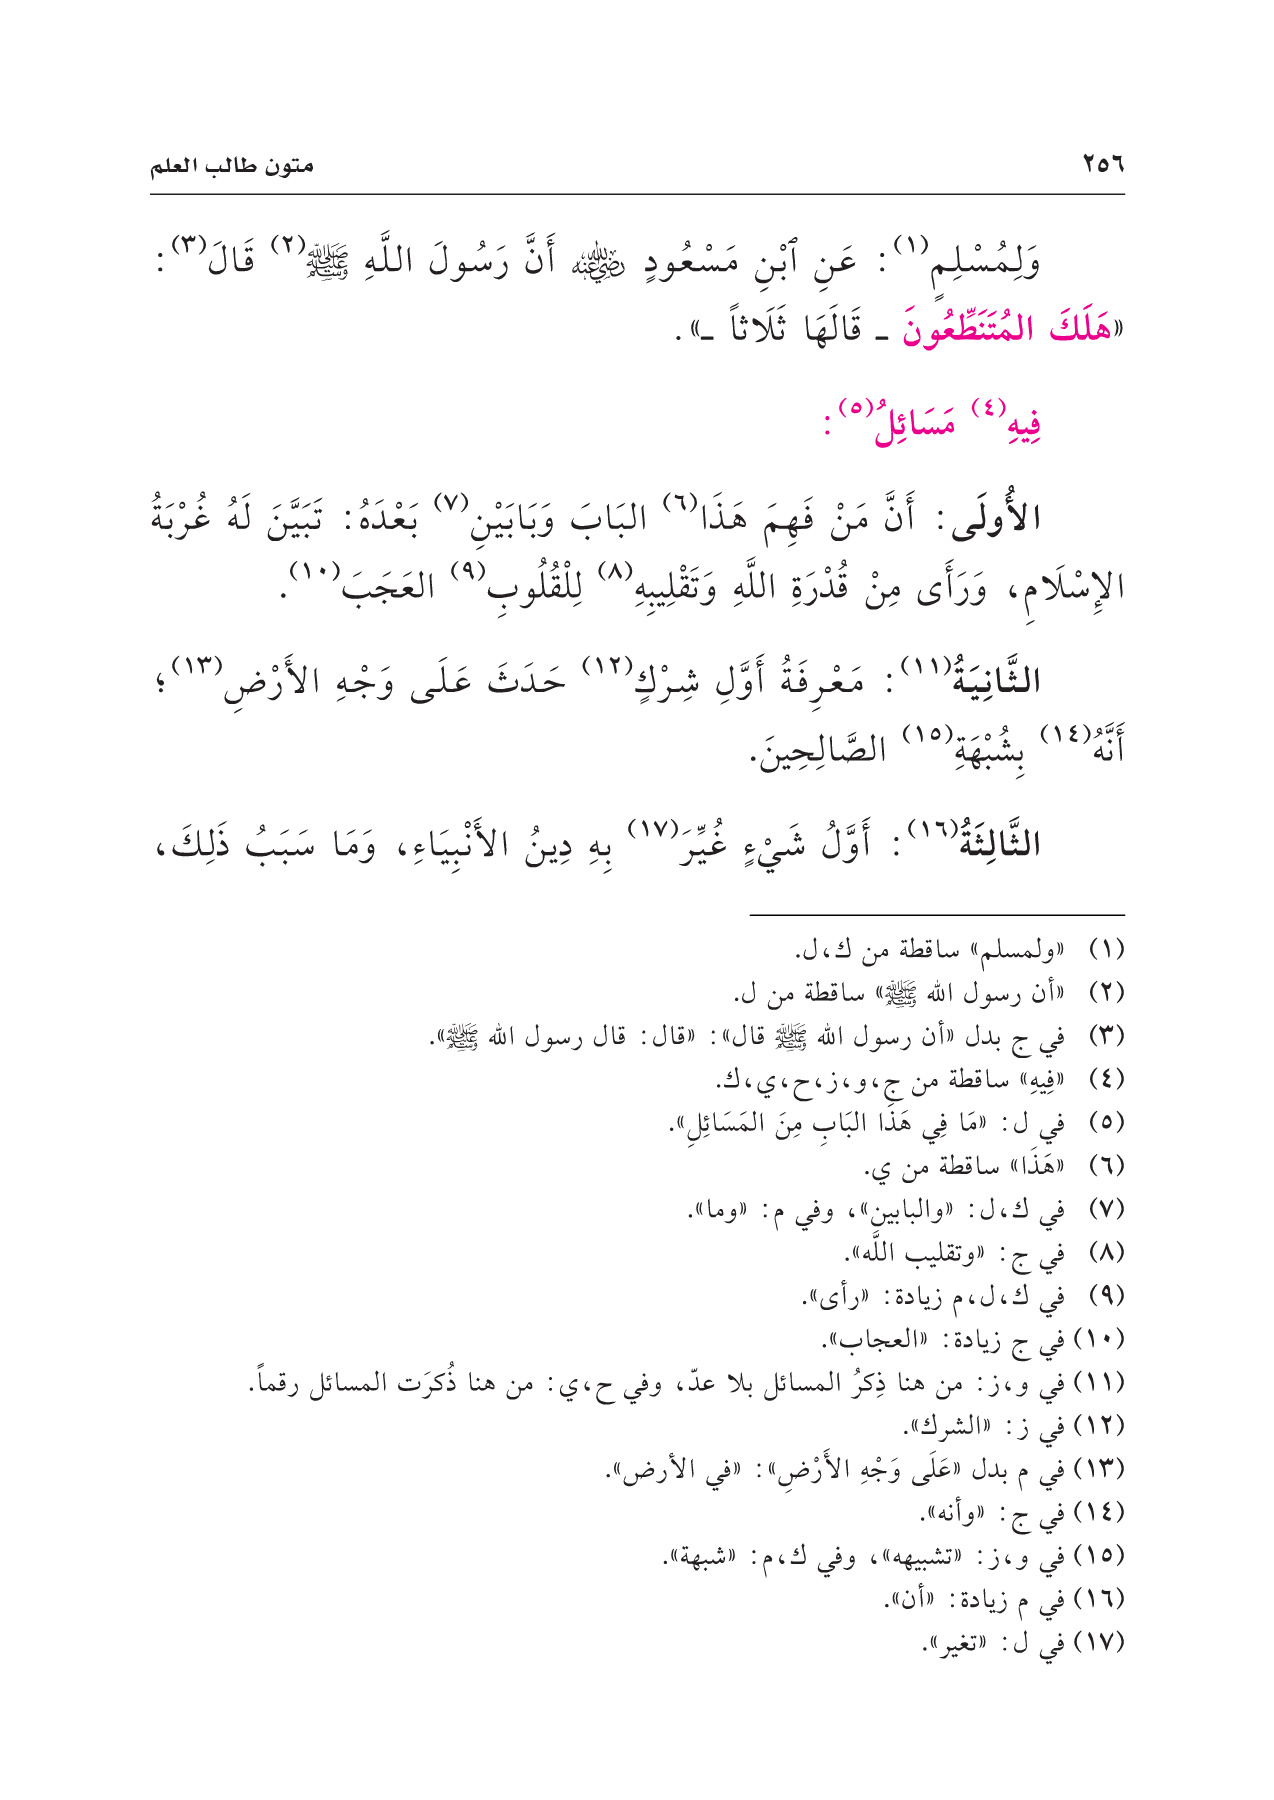 ٢٥٦ متون طالب العلم
وَلِمُسْلِمٍ(١): عَنِ ٱبْنِ مَسْعُودٍ رضي الله عنه أَنَّ رَسُولَ اللَّهِ ﷺ(٢) قَالَ(٣):
«هَلَكَ المُتَنَطِّعُونَ ـ قَالَهَا ثَلَاثاً ـ».
فِيهِ(٤) مَسَائِلُ(٥):
الأُولَى: أَنَّ مَنْ فَهِمَ هَذَا(٦) البَابَ وَبَابَيْنِ(٧) بَعْدَهُ: تَبَيَّنَ لَهُ غُرْبَةُ
الإِسْلَامِ، وَرَأَى مِنْ قُدْرَةِ اللَّهِ وَتَقْلِيبِهِ(٨) لِلْقُلُوبِ(٩) العَجَبَ(١٠).
الثَّانِيَةُ(١١): مَعْرِفَةُ أَوَّلِ شِرْكٍ(١٢) حَدَثَ عَلَى وَجْهِ الأَرْضِ(١٣)؛
أَنَّهُ(١٤) بِشُبْهَةِ(١٥) الصَّالِحِينَ.
الثَّالِثَةُ(١٦): أَوَّلُ شَيْءٍ غُيِّرَ(١٧) بِهِ دِينُ الأَنْبِيَاءِ، وَمَا سَبَبُ ذَلِكَ،
(١) «ولمسلم» ساقطة من ك،ل.
(٢) «أن رسول الله ﷺ» ساقطة من ل.
(٣) في ج بدل «أن رسول الله ﷺ قال»: «قال: قال رسول الله ﷺ».
(٤) «فِيهِ» ساقطة من ج،و،ز،ح،ي،ك.
(٥) في ل: «مَا فِي هَذَا البَابِ مِنَ المَسَائِلِ».
(٦) «هَذَا» ساقطة من ي.
(٧) في ك،ل: «والبابين»، وفي م: «وما».
(٨) في ج: «وتقليب اللَّه».
(٩) في ك،ل،م زيادة: «رأى».
(١٠) في ج زيادة: «العجاب».
(١١) في و،ز: من هنا ذِكرُ المسائل بلا عدّ، وفي ح،ي: من هنا ذُكرَت المسائل رقماً.
(١٢) في ز: «الشرك».
(١٣) في م بدل «عَلَى وَجْهِ الأَرْضِ»: «في الأرض».
(١٤) في ج: «وأنه».
(١٥) في و،ز: «تشبيهه»، وفي ك،م: «شبهة».
(١٦) في م زيادة: «أن».
(١٧) في ل: «تغير».